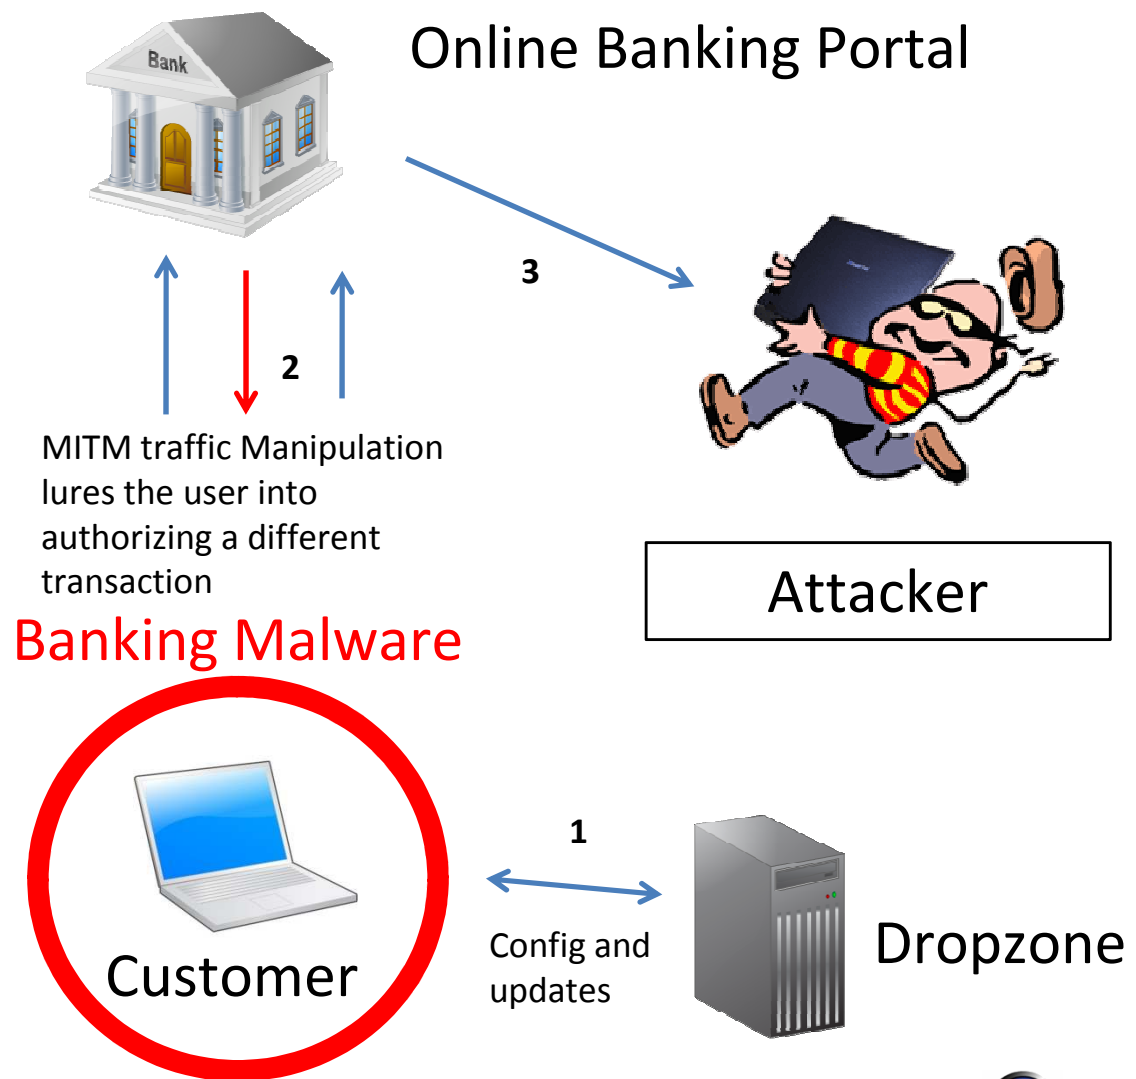 Bank
Online Banking Portal
3
2
MITM traffic Manipulation
lures the user into
authorizing a different
transaction
Attacker
Banking Malware
1
Config and
updates
Dropzone
Customer